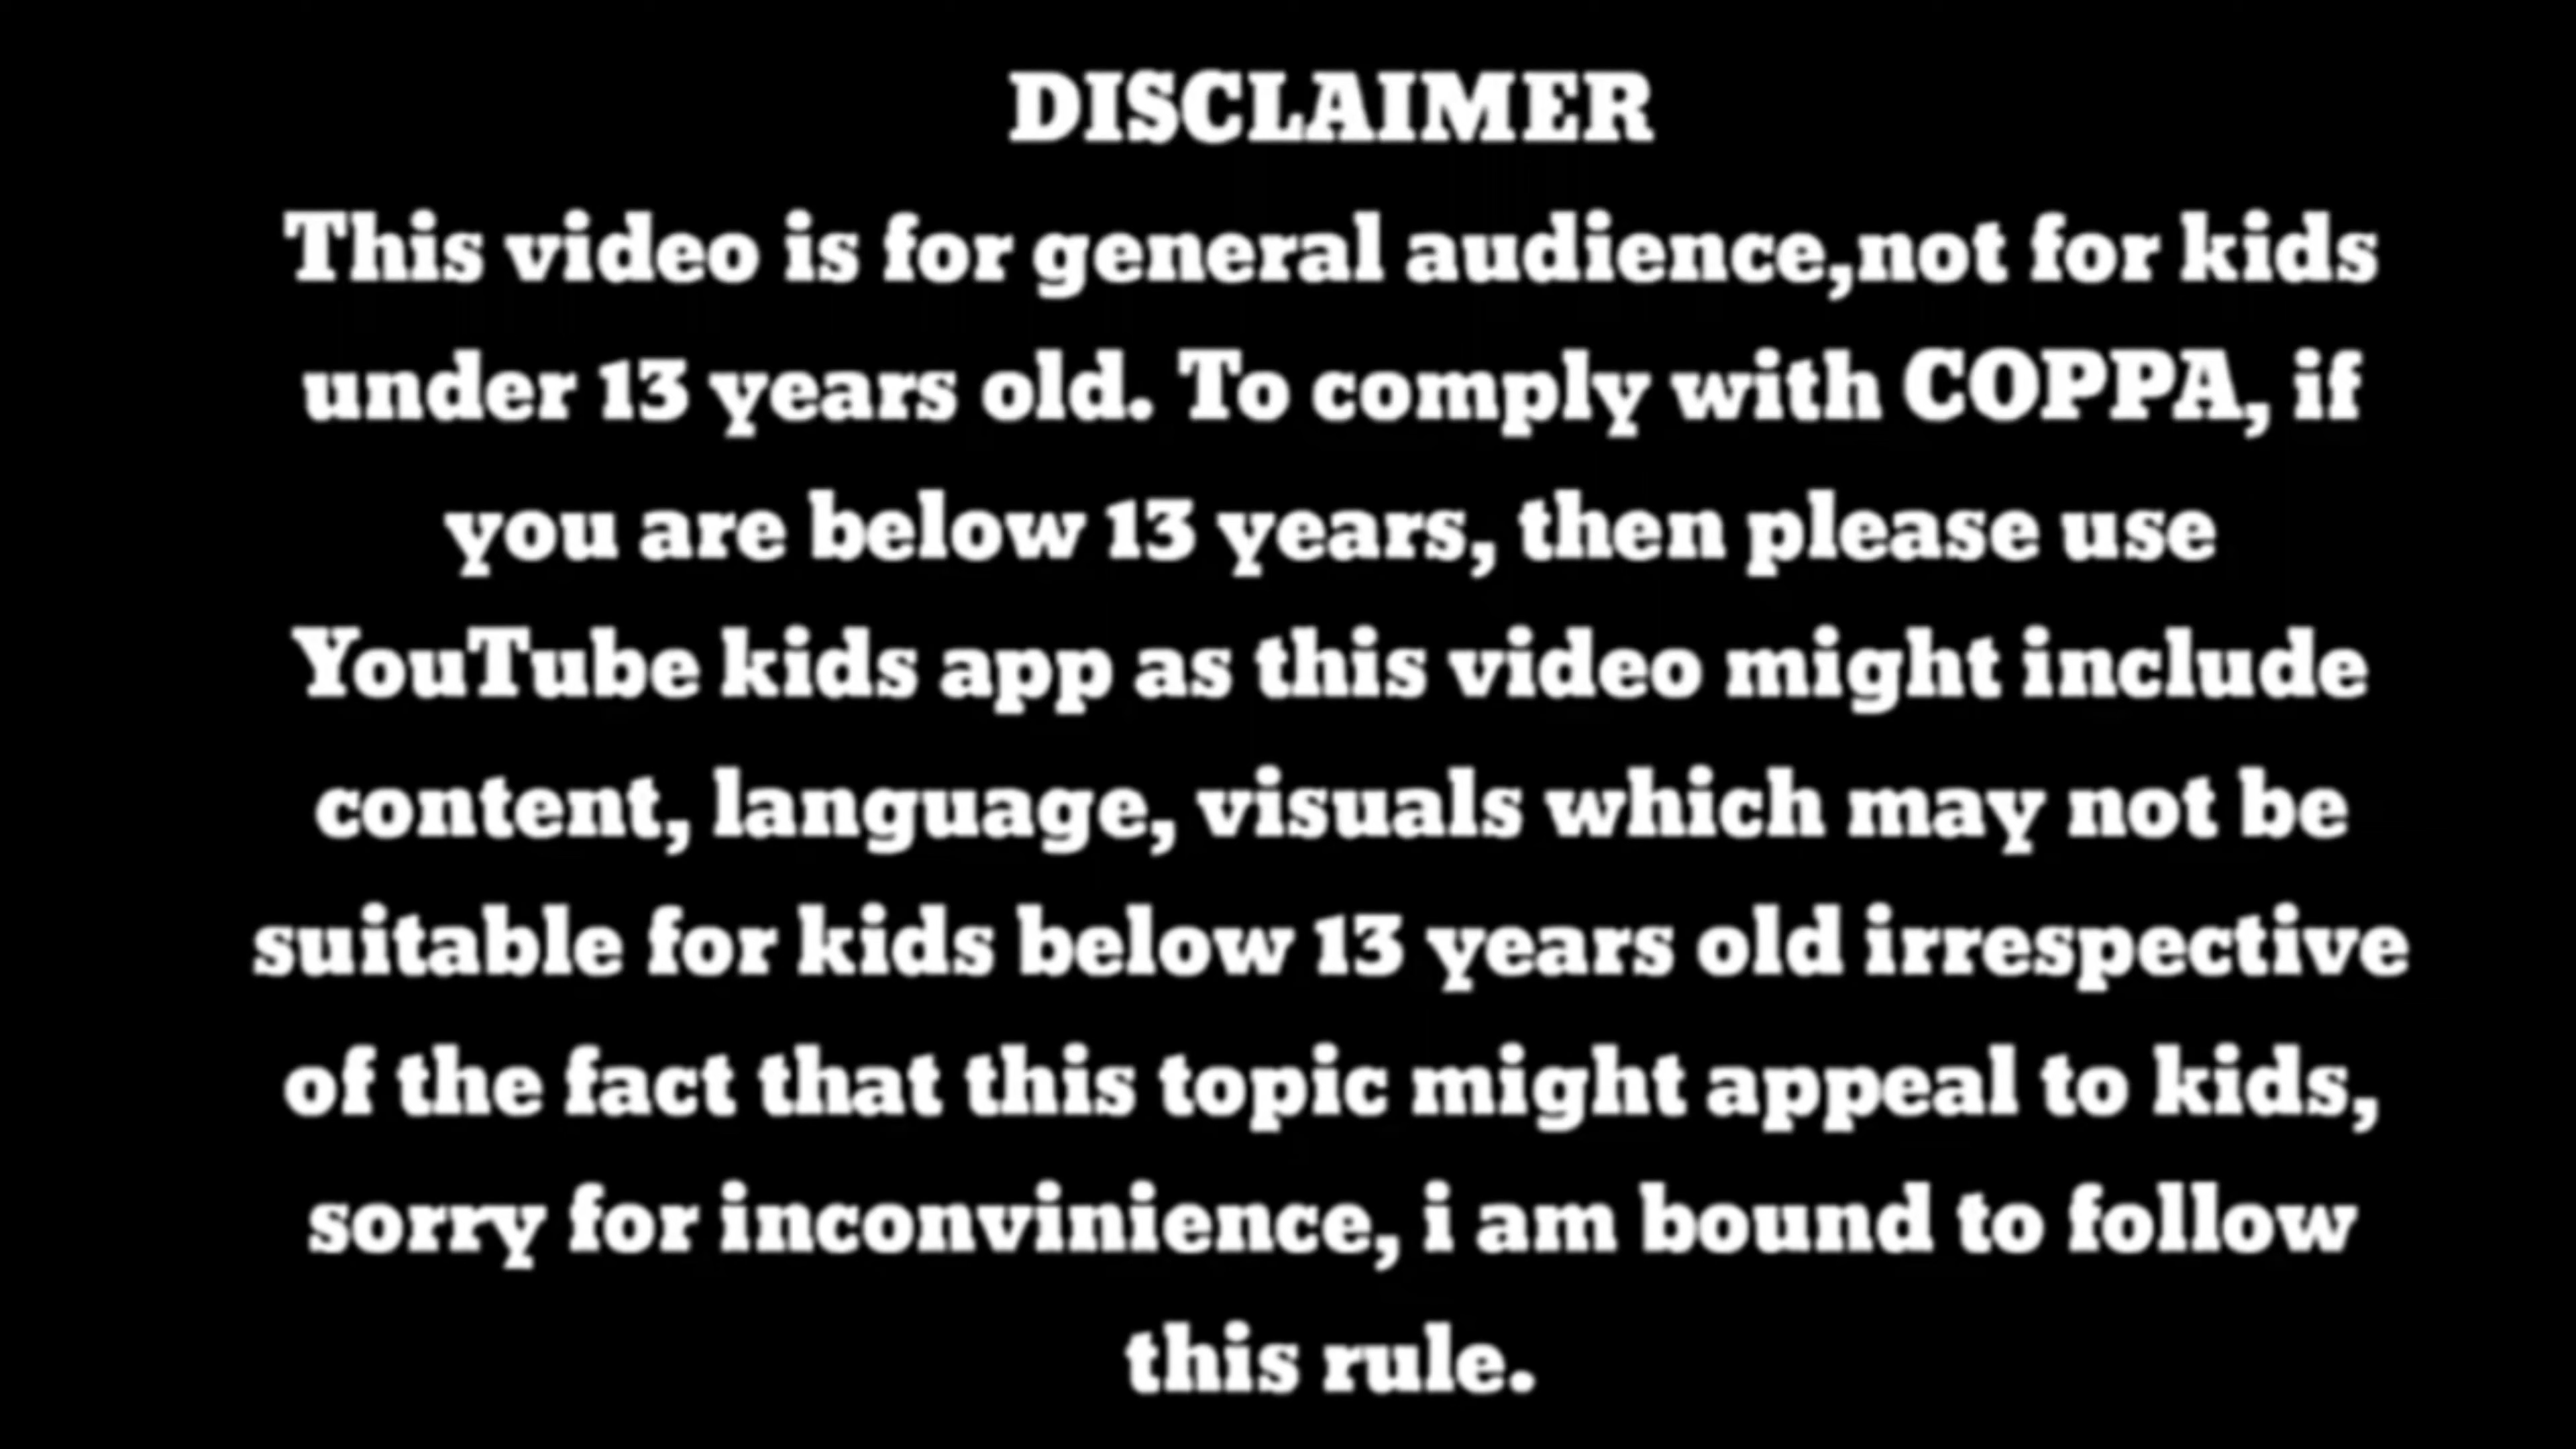 DISCLAIMER
This video is for general audience,not for kids
under 13 years old. To comply with COPPA, if
you are below 13 years, then please use
YouTube kids app as this video might include
content, language, visuals which may not be
suitable for kids below 13 years old irrespective
of the fact that this topic might appeal to kids,
sorry for inconvinience, i am bound to follow
this rule.